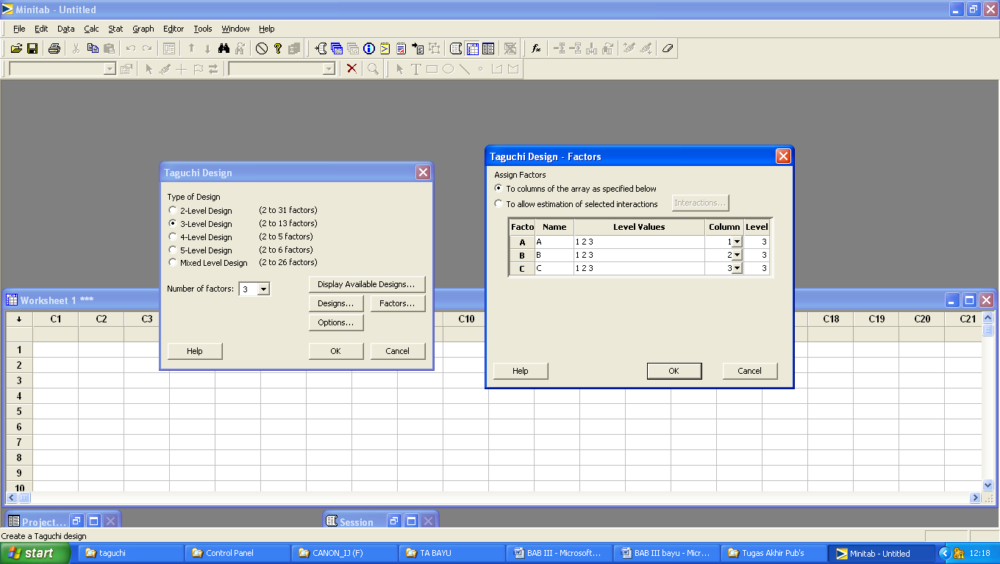 Minitab - Untitled
File Edit Data Calc Stat Graph Editor Tools Window Help
Taguchi Design
Type of Design
2-Level Design (2 to 31 factors)
3-Level Design (2 to 13 factors)
4-Level Design (2 to 5 factors)
5-Level Design (2 to 6 factors)
Mixed Level Design (2 to 26 factors)
Number of factors: 3
Display Available Designs...
Designs... Factors...
Options...
Help OK Cancel
Taguchi Design - Factors
Assign Factors
To columns of the array as specified below
To allow estimation of selected interactions Interactions...
Facto Name Level Values Column Level
A A 1 2 3 1 3
B B 1 2 3 2 3
C C 1 2 3 3 3
Help OK Cancel
Worksheet 1 ***
C1 C2 C3 C10 C18 C19 C20 C21
1
2
3
4
5
6
7
8
9
10
Project... Session
Create a Taguchi design
start taguchi Control Panel CANON_IJ (F) TA BAYU BAB III - Microsoft... BAB III bayu - Micr... Tugas Akhir Pub's Minitab - Untitled 12:18